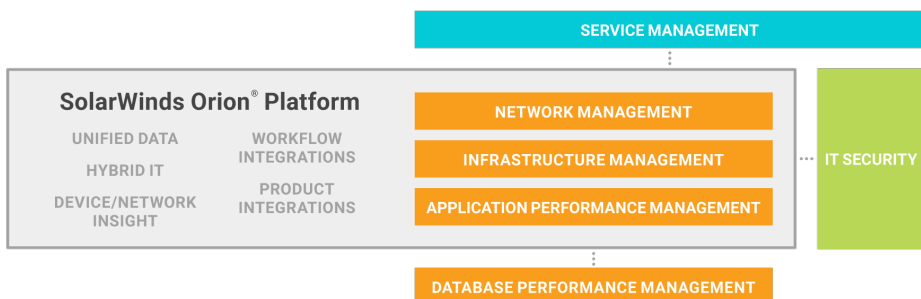 SERVICE MANAGEMENT
SolarWinds Orion® Platform
UNIFIED DATA
HYBRID IT
DEVICE/NETWORK
INSIGHT
WORKFLOW
INTEGRATIONS
PRODUCT
INTEGRATIONS
NETWORK MANAGEMENT
INFRASTRUCTURE MANAGEMENT
APPLICATION PERFORMANCE MANAGEMENT
IT SECURITY
DATABASE PERFORMANCE MANAGEMENT